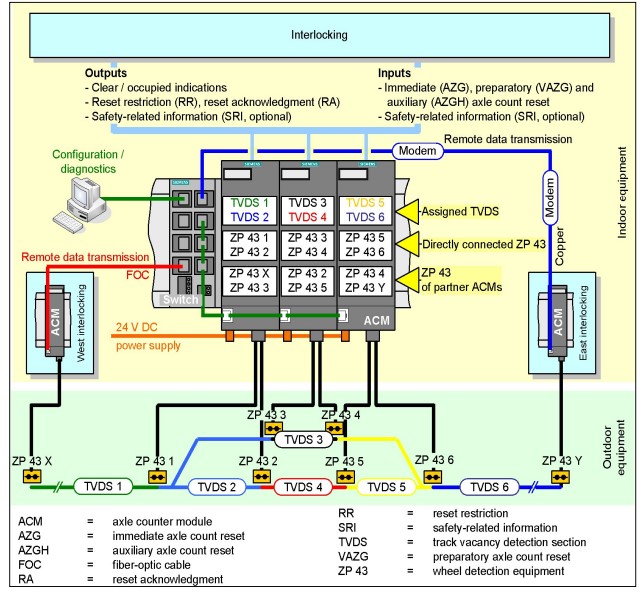 Interlocking
Outputs
- Clear / occupied indications
- Reset restriction (RR), reset acknowledgment (RA)
- Safety-related information (SRI, optional)
Inputs
- Immediate (AZG), preparatory (VAZG) and
auxiliary (AZGH) axle count reset
- Safety-related information (SRI, optional)
Remote data transmission
Modem
Configuration /
diagnostics
SIEMENS
SIEMENS
SIEMENS
SIEMENS
TVDS 1
TVDS 2
TVDS 3
TVDS 4
TVDS 5
TVDS 6
Assigned TVDS
ZP 43 1
ZP 43 2
ZP 43 3
ZP 43 4
ZP 43 5
ZP 43 6
Directly connected ZP 43
ZP 43 X
ZP 43 3
ZP 43 2
ZP 43 5
ZP 43 4
ZP 43 Y
ZP 43
of partner ACMs
Modem
Copper
Indoor equipment
Remote data transmission
FOC
Switch
ACM
ACM
West interlocking
24 V DC
power supply
ACM
East interlocking
ZP 43 3
ZP 43 4
TVDS 3
ZP 43 X
ZP 43 1
ZP 43 2
ZP 43 5
ZP 43 6
ZP 43 Y
TVDS 1
TVDS 2
TVDS 4
TVDS 5
TVDS 6
Outdoor
equipment
ACM = axle counter module
AZG = immediate axle count reset
AZGH = auxiliary axle count reset
FOC = fiber-optic cable
RA = reset acknowledgment
RR = reset restriction
SRI = safety-related information
TVDS = track vacancy detection section
VAZG = preparatory axle count reset
ZP 43 = wheel detection equipment